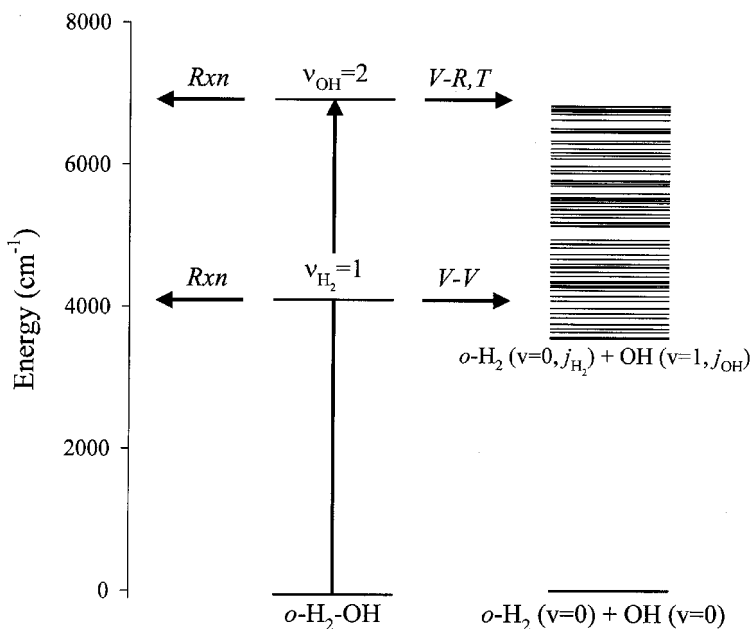 8000
Rxn
ν_OH=2
V-R,T
6000
Energy (cm⁻¹)
Rxn
ν_H₂=1
V-V
4000
o-H₂ (v=0, j_H₂) + OH (v=1, j_OH)
2000
0
o-H₂-OH
o-H₂ (v=0) + OH (v=0)